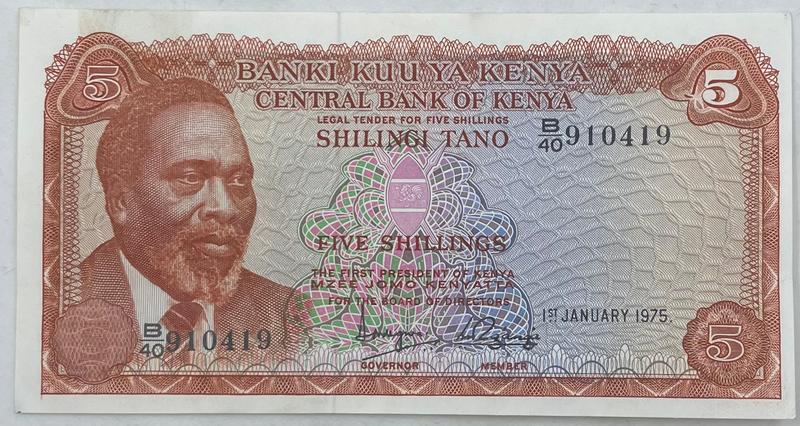 5
5
BANKI KUU YA KENYA
CENTRAL BANK OF KENYA
LEGAL TENDER FOR FIVE SHILLINGS
SHILINGI TANO
B/40 910419
FIVE SHILLINGS
THE FIRST PRESIDENT OF KENYA
MZEE JOMO KENYATTA
FOR THE BOARD OF DIRECTORS
1ST JANUARY 1975.
B/40 910419
GOVERNOR
MEMBER
5